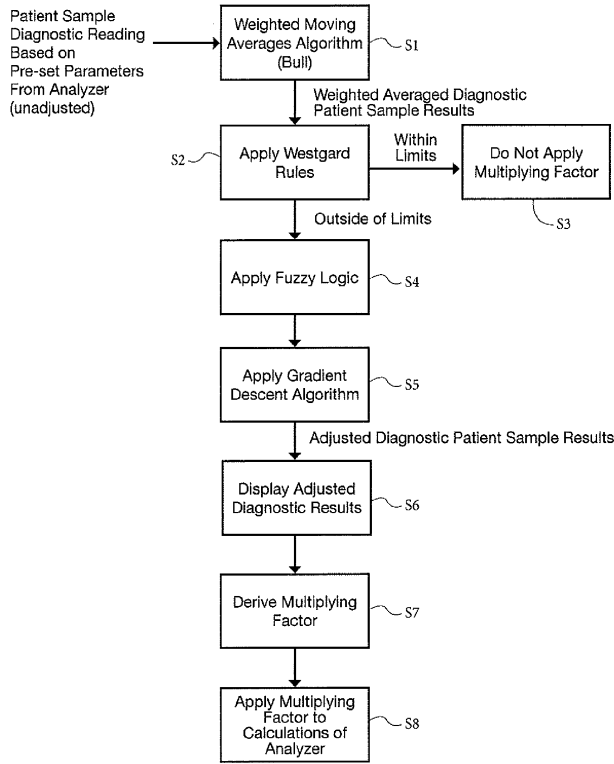 Patient Sample
Diagnostic Reading
Based on
Pre-set Parameters
From Analyzer
(unadjusted)
Weighted Moving
Averages Algorithm
(Bull)
S1
Weighted Averaged Diagnostic
Patient Sample Results
S2
Apply Westgard
Rules
Within
Limits
Do Not Apply
Multiplying Factor
S3
Outside of Limits
Apply Fuzzy Logic
S4
Apply Gradient
Descent Algorithm
S5
Adjusted Diagnostic Patient Sample Results
Display Adjusted
Diagnostic Results
S6
Derive Multiplying
Factor
S7
Apply Multiplying
Factor to
Calculations of
Analyzer
S8